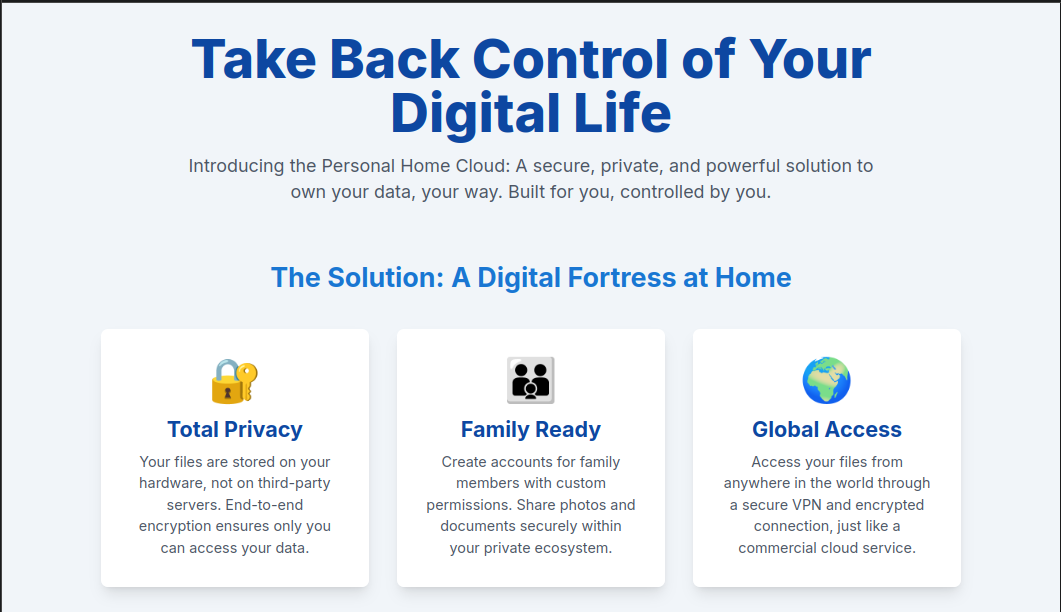 Take Back Control of Your
Digital Life
Introducing the Personal Home Cloud: A secure, private, and powerful solution to
own your data, your way. Built for you, controlled by you.
The Solution: A Digital Fortress at Home
Total Privacy
Your files are stored on your
hardware, not on third-party
servers. End-to-end
encryption ensures only you
can access your data.
Family Ready
Create accounts for family
members with custom
permissions. Share photos and
documents securely within
your private ecosystem.
Global Access
Access your files from
anywhere in the world through
a secure VPN and encrypted
connection, just like a
commercial cloud service.